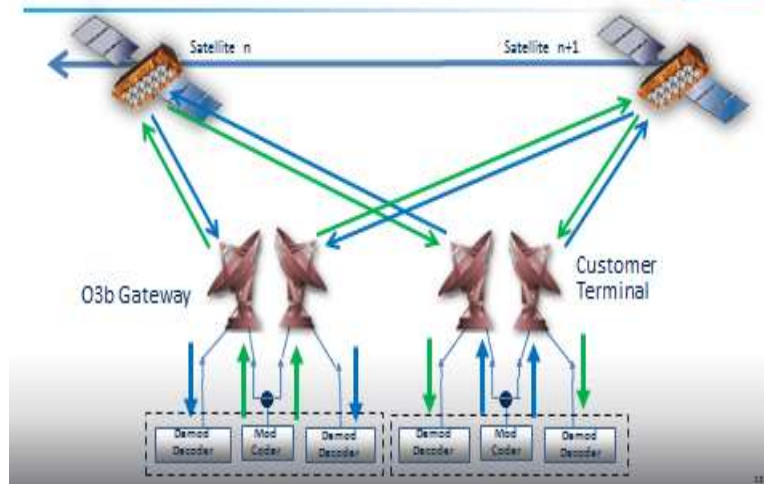 Satellite n
Satellite n+1
O3b Gateway
Customer
Terminal
Demod
Decoder
Mod
Coder
Demod
Decoder
Demod
Decoder
Mod
Coder
Demod
Decoder